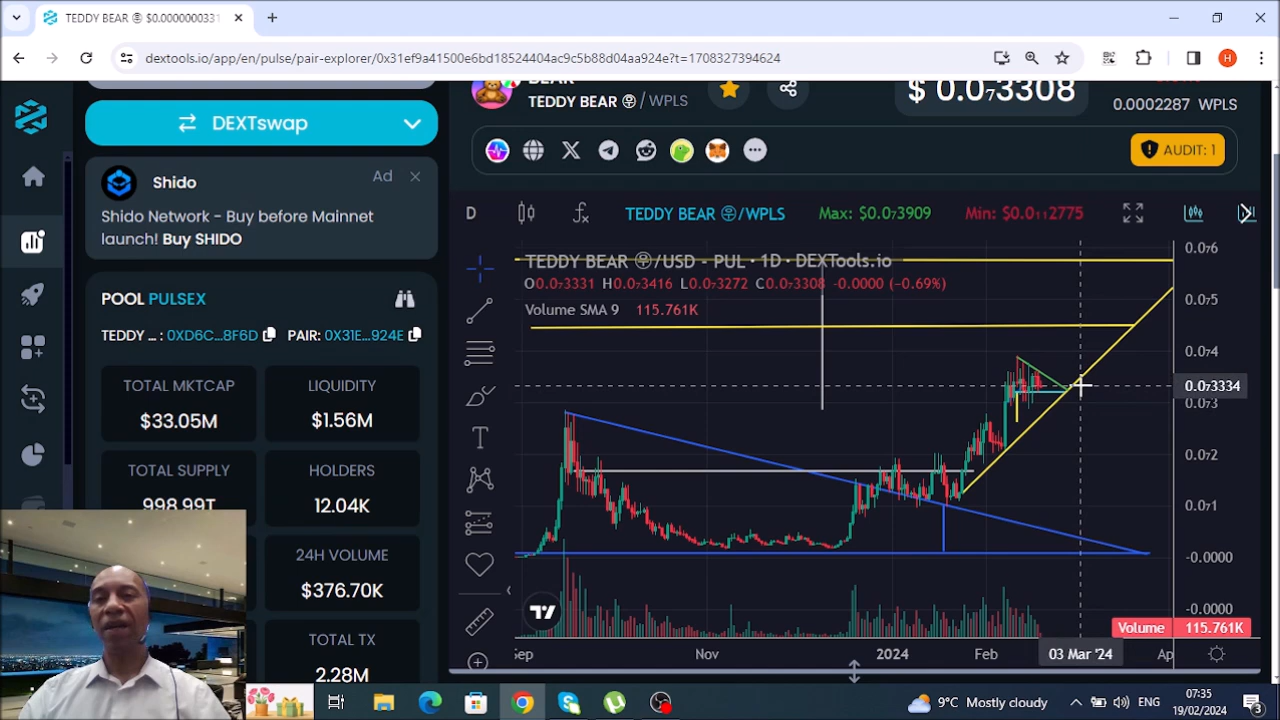 TEDDY BEAR ㊪ $0.0000000331
dextools.io/app/en/pulse/pair-explorer/0x31ef9a41500e6bd18524404ac9c5b88d04aa924e?t=1708327394624
H
DEXTswap
Shido
Ad
Shido Network - Buy before Mainnet
launch! Buy SHIDO
POOL PULSEX
TEDDY ... : 0XD6C...8F6D
PAIR: 0X31E...924E
TOTAL MKTCAP
$33.05M
LIQUIDITY
$1.56M
TOTAL SUPPLY
998.99T
HOLDERS
12.04K
24H VOLUME
$376.70K
TOTAL TX
2.28M
BEAR
TEDDY BEAR ㊪ / WPLS
$ 0.0₇3308
0.0002287 WPLS
AUDIT: 1
D
TEDDY BEAR ㊪/WPLS
Max: $0.0₇3909
Min: $0.0₁₁2775
TEDDY BEAR ㊪/USD - PUL · 1D · DEXTools.io
O0.0₇3331 H0.0₇3416 L0.0₇3272 C0.0₇3308 -0.0000 (-0.69%)
Volume SMA 9 115.761K
0.0₇6
0.0₇5
0.0₇4
0.0₇3334
0.0₇3
0.0₇2
0.0₇1
-0.0000
-0.0000
Volume 115.761K
Sep
Nov
2024
Feb
03 Mar '24
Ap
9°C Mostly cloudy
ENG
07:35
19/02/2024
3